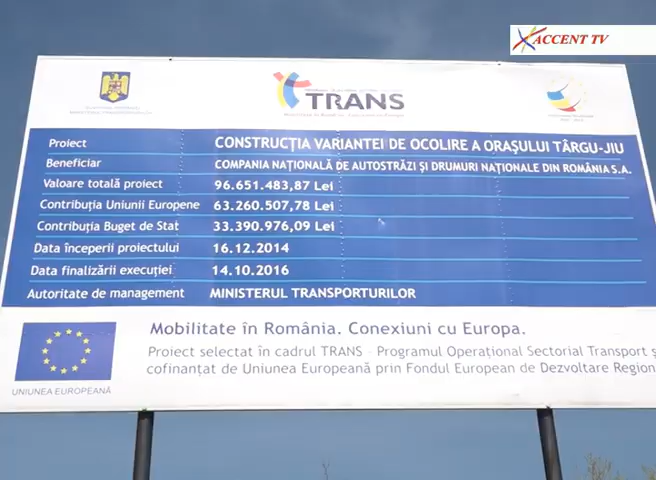 ACCENT TV
TRANS
Proiect CONSTRUCȚIA VARIANTEI DE OCOLIRE A ORAȘULUI TÂRGU-JIU
Beneficiar COMPANIA NAȚIONALĂ DE AUTOSTRĂZI ȘI DRUMURI NAȚIONALE DIN ROMÂNIA S.A.
Valoare totală proiect 96.651.483,87 Lei
Contribuția Uniunii Europene 63.260.507,78 Lei
Contribuția Buget de Stat 33.390.976,09 Lei
Data începerii proiectului 16.12.2014
Data finalizării execuției 14.10.2016
Autoritate de management MINISTERUL TRANSPORTURILOR
Mobilitate în România. Conexiuni cu Europa.
Proiect selectat în cadrul TRANS - Programul Operațional Sectorial Transport ș
cofinanțat de Uniunea Europeană prin Fondul European de Dezvoltare Region
UNIUNEA EUROPEANĂ